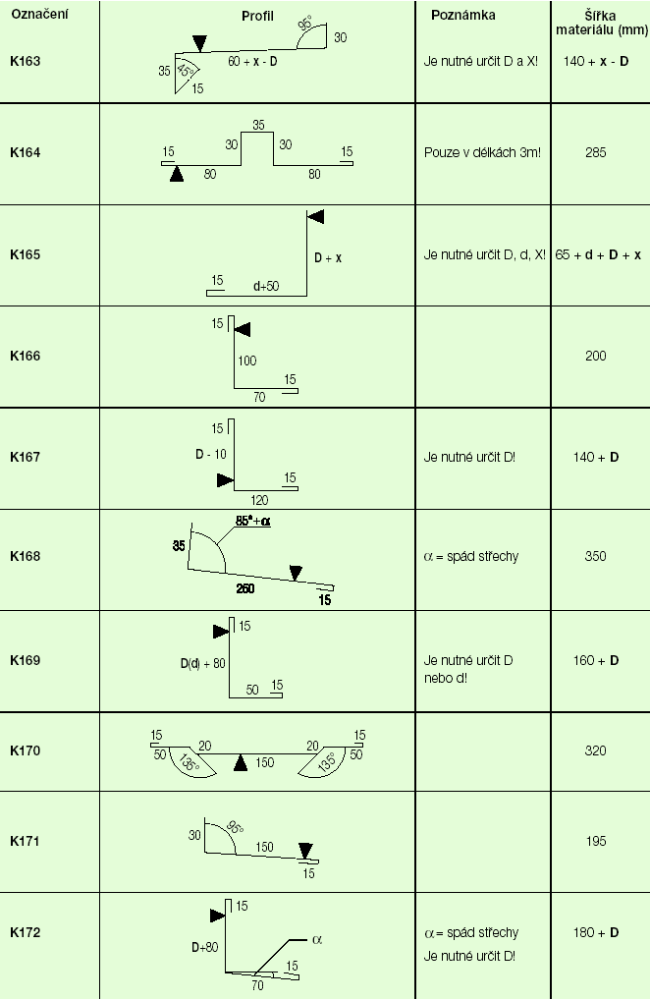 Označení Profil Poznámka Šířka materiálu (mm)
K163
95°
30
35
45°
15
60 + x - D
Je nutné určit D a X!
140 + x - D
K164
35
15
30
30
15
80
80
Pouze v délkách 3m!
285
K165
D + x
15
d+50
Je nutné určit D, d, X!
65 + d + D + x
K166
15
100
15
70
200
K167
15
D - 10
15
120
Je nutné určit D!
140 + D
K168
85°+α
35
260
15
α = spád střechy
350
K169
15
D(d) + 80
50
15
Je nutné určit D
nebo d!
160 + D
K170
15
50
20
135°
150
20
135°
15
50
320
K171
30
95°
150
15
195
K172
15
D+80
α
15
70
α = spád střechy
Je nutné určit D!
180 + D